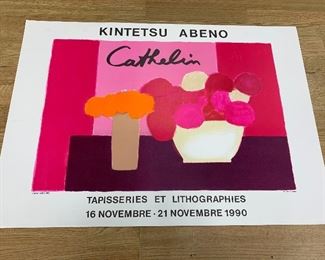 KINTETSU ABENO
Cathelin
TAPISSERIES ET LITHOGRAPHIES
16 NOVEMBRE · 21 NOVEMBRE 1990